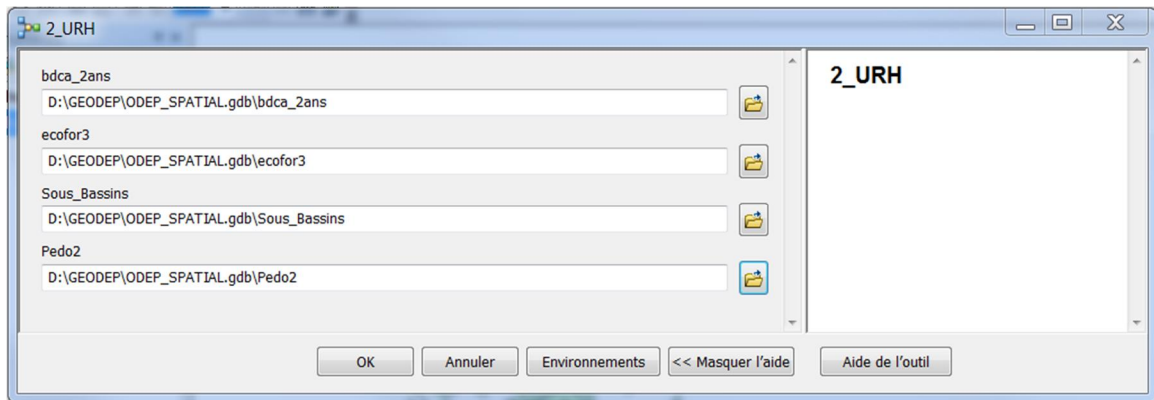 2_URH
bdca_2ans
D:\GEODEP\ODEP_SPATIAL.gdb\bdca_2ans
ecofor3
D:\GEODEP\ODEP_SPATIAL.gdb\ecofor3
Sous_Bassins
D:\GEODEP\ODEP_SPATIAL.gdb\Sous_Bassins
Pedo2
D:\GEODEP\ODEP_SPATIAL.gdb\Pedo2
2_URH
OK
Annuler
Environnements
<< Masquer l'aide
Aide de l'outil